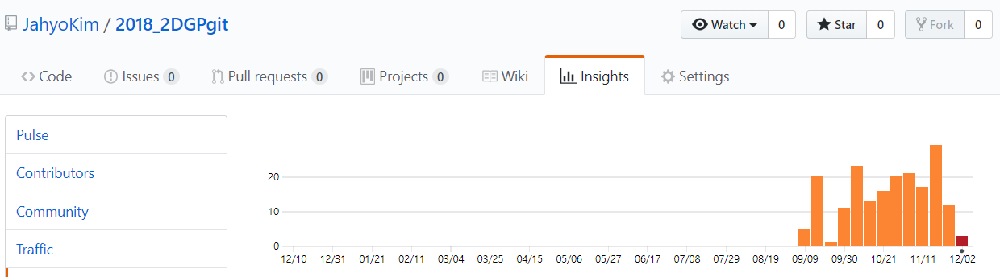 JahyoKim / 2018_2DGPgit
Watch 0 Star 0 Fork 0
Code Issues 0 Pull requests 0 Projects 0 Wiki Insights Settings
Pulse
Contributors
Community
Traffic
20
10
0
12/10 12/31 01/21 02/11 03/04 03/25 04/15 05/06 05/27 06/17 07/08 07/29 08/19 09/09 09/30 10/21 11/11 12/02